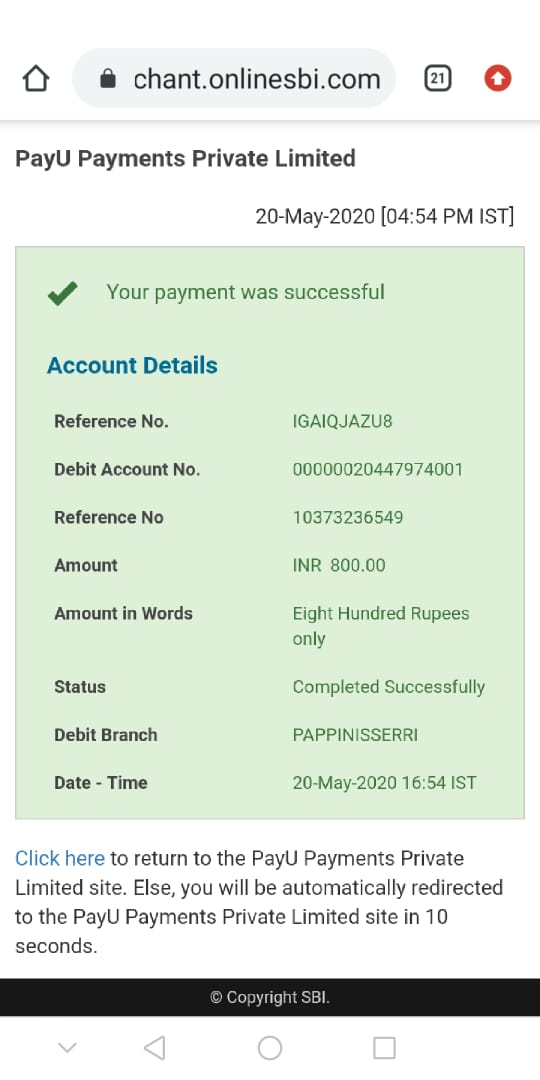 chant.onlinesbi.com
21
PayU Payments Private Limited
20-May-2020 [04:54 PM IST]
Your payment was successful
Account Details
Reference No. IGAIQJAZU8
Debit Account No. 00000020447974001
Reference No 10373236549
Amount INR 800.00
Amount in Words Eight Hundred Rupees
only
Status Completed Successfully
Debit Branch PAPPINISSERRI
Date - Time 20-May-2020 16:54 IST
Click here to return to the PayU Payments Private
Limited site. Else, you will be automatically redirected
to the PayU Payments Private Limited site in 10
seconds.
© Copyright SBI.